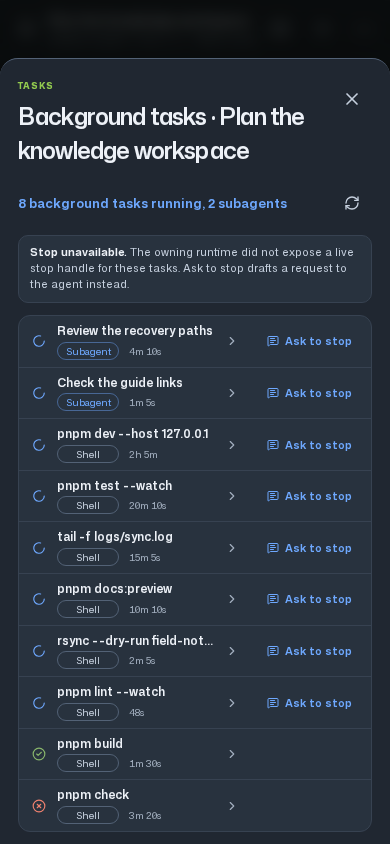 TASKS
Background tasks · Plan the
knowledge workspace
8 background tasks running, 2 subagents
Stop unavailable. The owning runtime did not expose a live
stop handle for these tasks. Ask to stop drafts a request to
the agent instead.
Review the recovery paths
Subagent 4m 10s
Ask to stop
Check the guide links
Subagent 1m 5s
Ask to stop
pnpm dev --host 127.0.0.1
Shell 2h 5m
Ask to stop
pnpm test --watch
Shell 20m 10s
Ask to stop
tail -f logs/sync.log
Shell 15m 5s
Ask to stop
pnpm docs:preview
Shell 10m 10s
Ask to stop
rsync --dry-run field-not...
Shell 2m 5s
Ask to stop
pnpm lint --watch
Shell 48s
Ask to stop
pnpm build
Shell 1m 30s
pnpm check
Shell 3m 20s